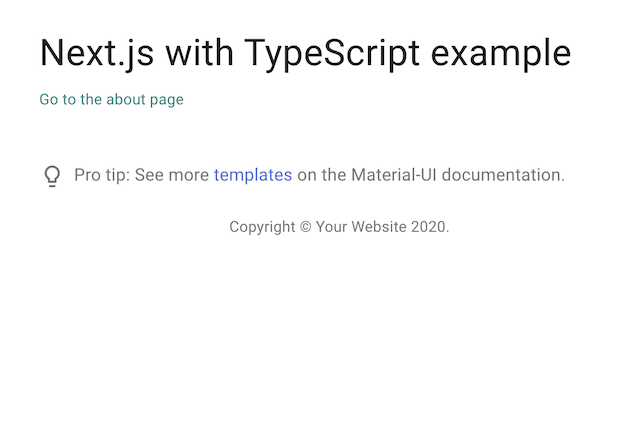 Next.js with TypeScript example
Go to the about page
Pro tip: See more templates on the Material-UI documentation.
Copyright © Your Website 2020.